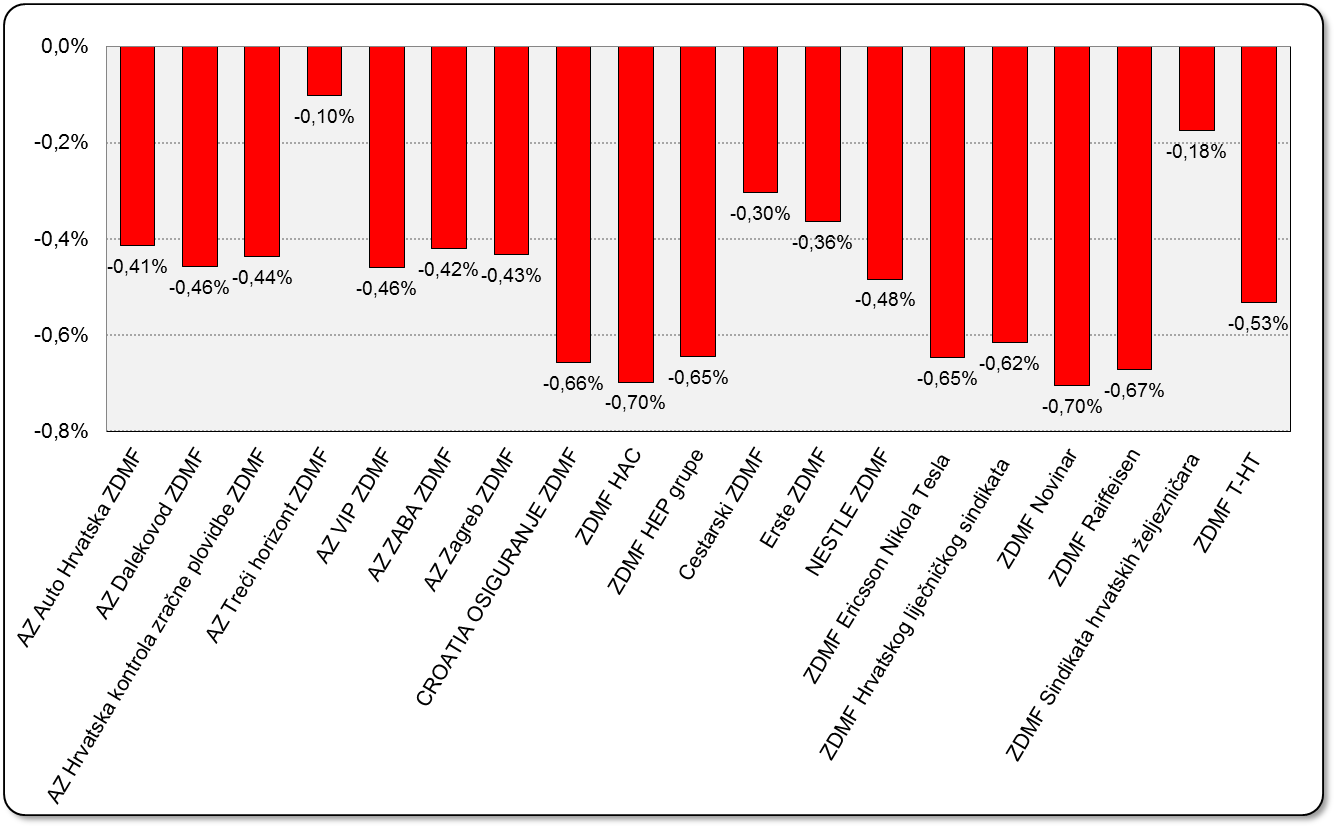 0,0%
-0,2%
-0,4%
-0,6%
-0,8%
-0,41%
-0,46%
-0,44%
-0,10%
-0,46%
-0,42%
-0,43%
-0,66%
-0,70%
-0,65%
-0,30%
-0,36%
-0,48%
-0,65%
-0,62%
-0,70%
-0,67%
-0,18%
-0,53%
AZ Auto Hrvatska ZDMF
AZ Dalekovod ZDMF
AZ Hrvatska kontrola zračne plovidbe ZDMF
AZ Treći horizont ZDMF
AZ VIP ZDMF
AZ ZABA ZDMF
AZ Zagreb ZDMF
CROATIA OSIGURANJE ZDMF
ZDMF HAC
ZDMF HEP grupe
Cestarski ZDMF
Erste ZDMF
NESTLE ZDMF
ZDMF Ericsson Nikola Tesla
ZDMF Hrvatskog liječničkog sindikata
ZDMF Novinar
ZDMF Raiffeisen
ZDMF Sindikata hrvatskih željezničara
ZDMF T-HT